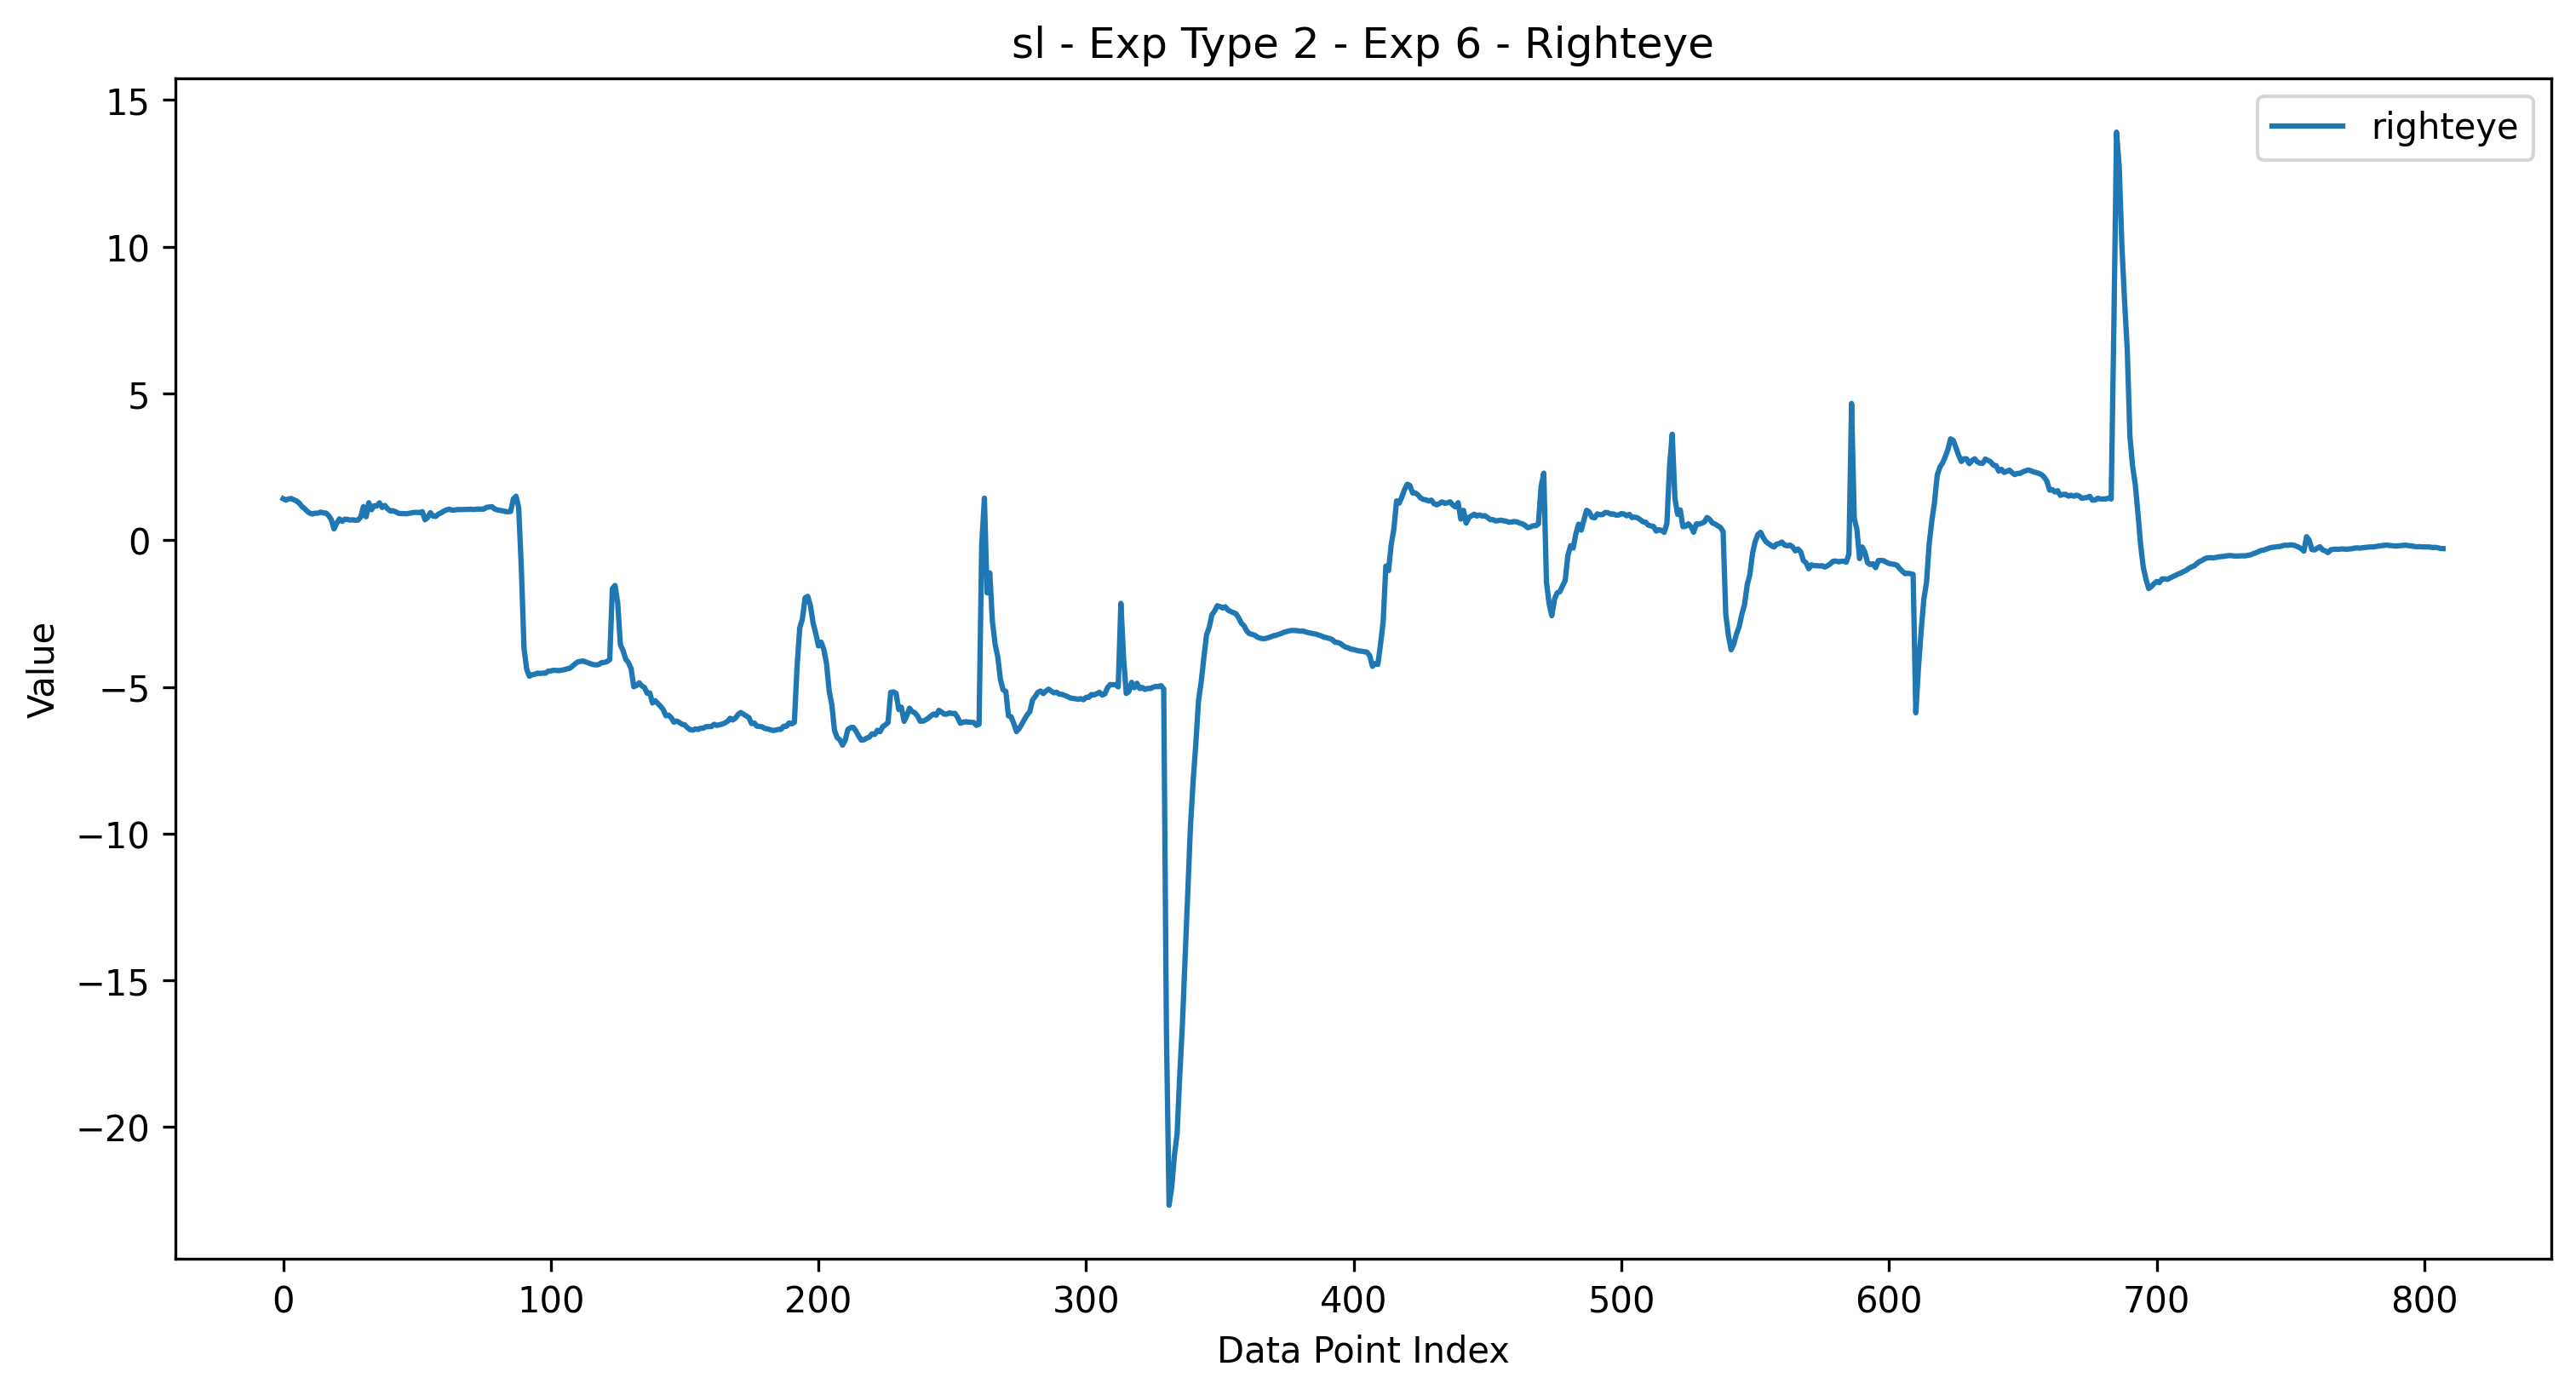 sl - Exp Type 2 - Exp 6 - Righteye
righteye
15
10
5
0
−5
−10
−15
−20
Value
0 100 200 300 400 500 600 700 800
Data Point Index